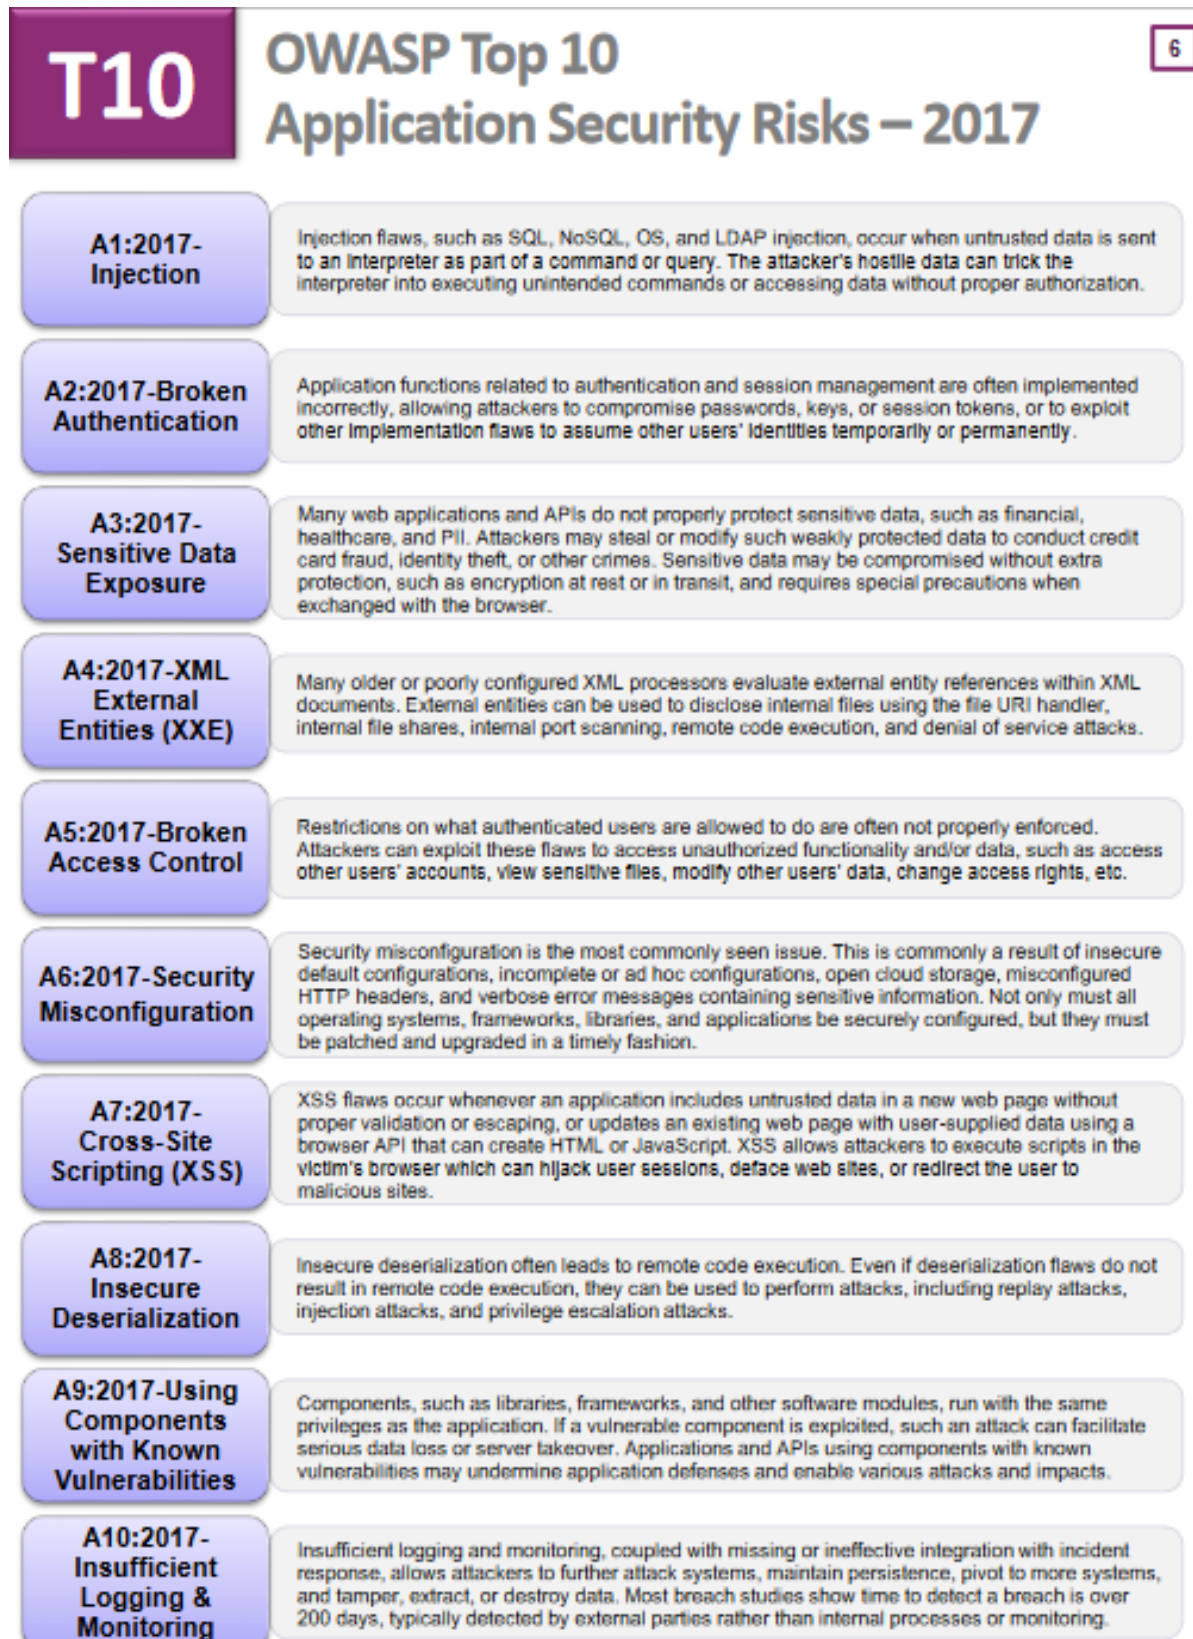 T10
OWASP Top 10
Application Security Risks – 2017
6
A1:2017-
Injection
Injection flaws, such as SQL, NoSQL, OS, and LDAP injection, occur when untrusted data is sent
to an interpreter as part of a command or query. The attacker's hostile data can trick the
interpreter into executing unintended commands or accessing data without proper authorization.
A2:2017-Broken
Authentication
Application functions related to authentication and session management are often implemented
incorrectly, allowing attackers to compromise passwords, keys, or session tokens, or to exploit
other implementation flaws to assume other users' identities temporarily or permanently.
A3:2017-
Sensitive Data
Exposure
Many web applications and APIs do not properly protect sensitive data, such as financial,
healthcare, and PII. Attackers may steal or modify such weakly protected data to conduct credit
card fraud, identity theft, or other crimes. Sensitive data may be compromised without extra
protection, such as encryption at rest or in transit, and requires special precautions when
exchanged with the browser.
A4:2017-XML
External
Entities (XXE)
Many older or poorly configured XML processors evaluate external entity references within XML
documents. External entities can be used to disclose internal files using the file URI handler,
internal file shares, internal port scanning, remote code execution, and denial of service attacks.
A5:2017-Broken
Access Control
Restrictions on what authenticated users are allowed to do are often not properly enforced.
Attackers can exploit these flaws to access unauthorized functionality and/or data, such as access
other users' accounts, view sensitive files, modify other users' data, change access rights, etc.
A6:2017-Security
Misconfiguration
Security misconfiguration is the most commonly seen issue. This is commonly a result of insecure
default configurations, incomplete or ad hoc configurations, open cloud storage, misconfigured
HTTP headers, and verbose error messages containing sensitive information. Not only must all
operating systems, frameworks, libraries, and applications be securely configured, but they must
be patched and upgraded in a timely fashion.
A7:2017-
Cross-Site
Scripting (XSS)
XSS flaws occur whenever an application includes untrusted data in a new web page without
proper validation or escaping, or updates an existing web page with user-supplied data using a
browser API that can create HTML or JavaScript. XSS allows attackers to execute scripts in the
victim's browser which can hijack user sessions, deface web sites, or redirect the user to
malicious sites.
A8:2017-
Insecure
Deserialization
Insecure deserialization often leads to remote code execution. Even if deserialization flaws do not
result in remote code execution, they can be used to perform attacks, including replay attacks,
injection attacks, and privilege escalation attacks.
A9:2017-Using
Components
with Known
Vulnerabilities
Components, such as libraries, frameworks, and other software modules, run with the same
privileges as the application. If a vulnerable component is exploited, such an attack can facilitate
serious data loss or server takeover. Applications and APIs using components with known
vulnerabilities may undermine application defenses and enable various attacks and impacts.
A10:2017-
Insufficient
Logging &
Monitoring
Insufficient logging and monitoring, coupled with missing or ineffective integration with incident
response, allows attackers to further attack systems, maintain persistence, pivot to more systems,
and tamper, extract, or destroy data. Most breach studies show time to detect a breach is over
200 days, typically detected by external parties rather than internal processes or monitoring.